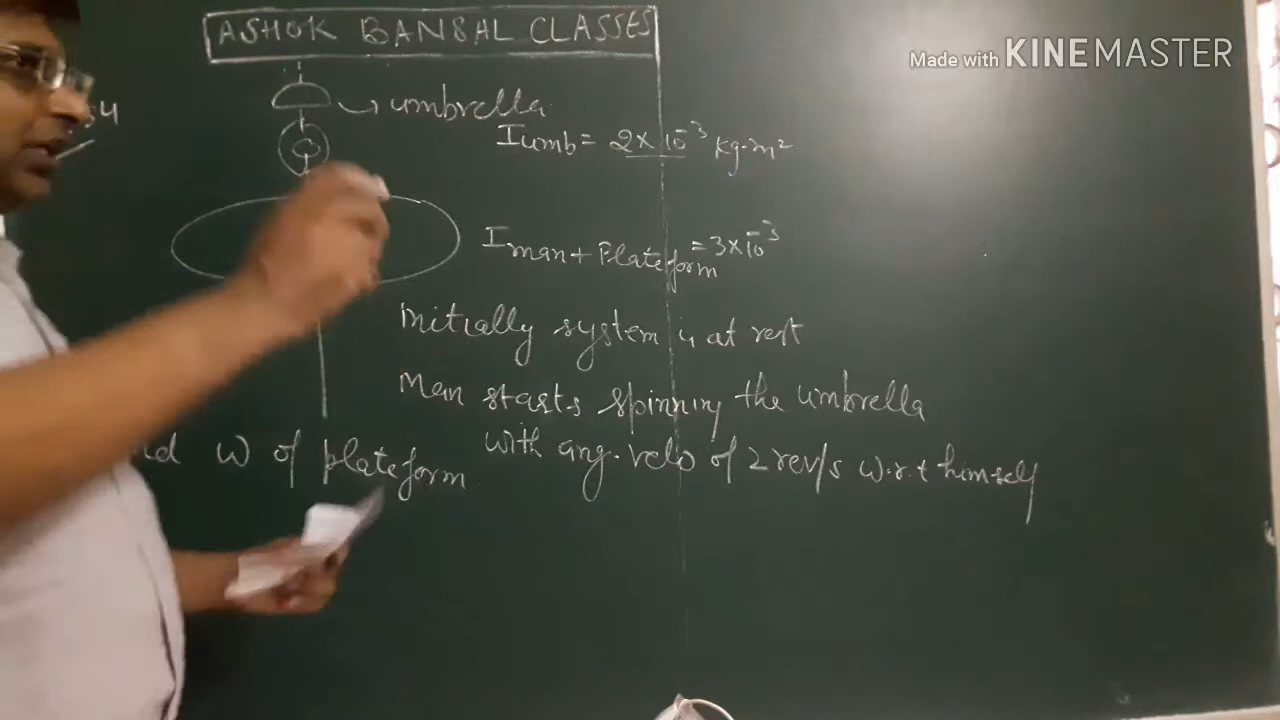 ASHOK BANSAL CLASSES
Made with KINEMASTER
umbrella
Iumb = 2 × 10⁻³ kg·m²
Iman + Plateform = 3 × 10⁻³
Initially system is at rest
Man starts spinning the umbrella
with ang. velo of 2 rev/s w.r.t himself
ω of plateform